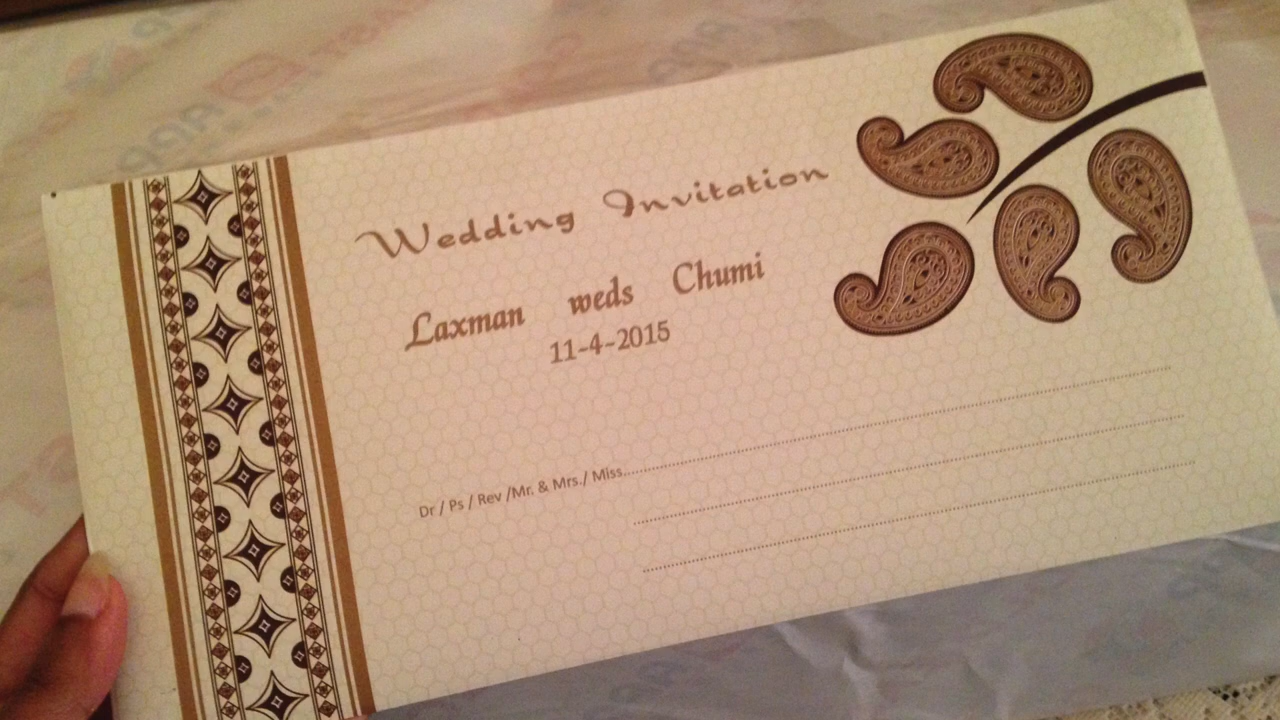 Wedding Invitation
Laxman weds Chumi
11-4-2015
Dr / Ps / Rev /Mr. & Mrs./ Miss